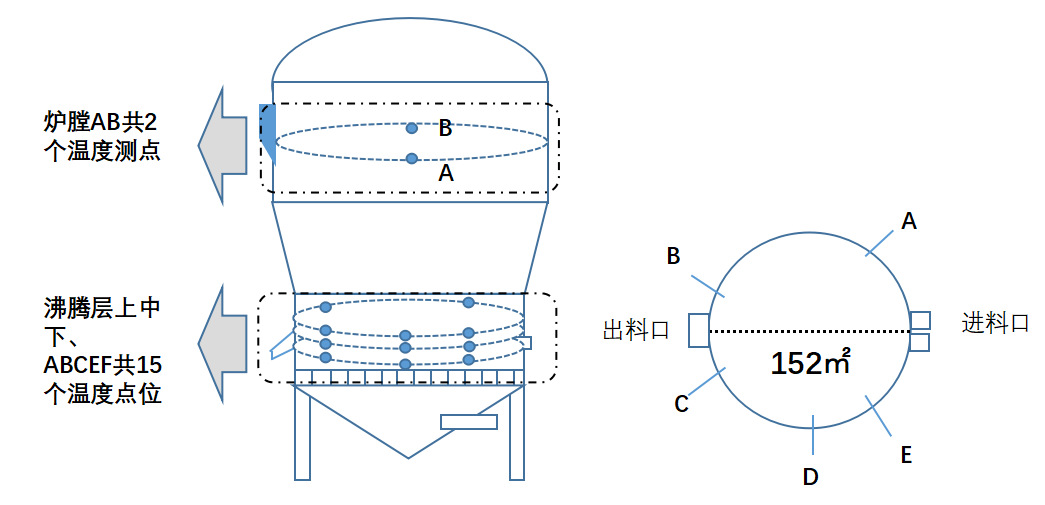 炉膛AB共2
个温度测点
B
A
沸腾层上中
下、
ABCEF共15
个温度点位
A
B
出料口
进料口
152㎡
C
E
D